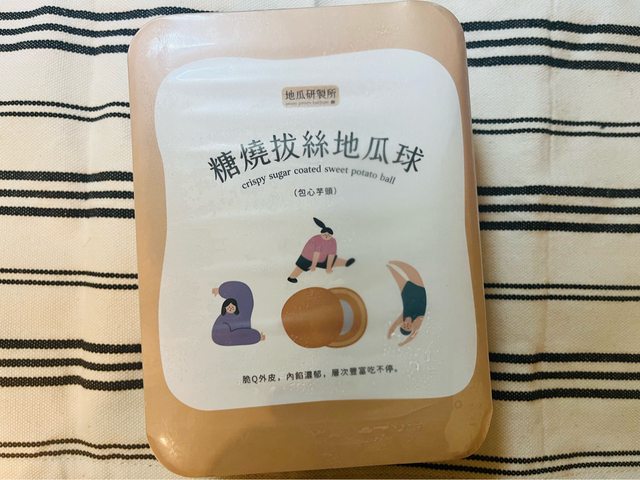 地瓜研製所
糖燒拔絲地瓜球
crispy sugar coated sweet potato ball
（包心芋頭）
脆Q外皮，內餡濃郁，層次豐富吃不停。